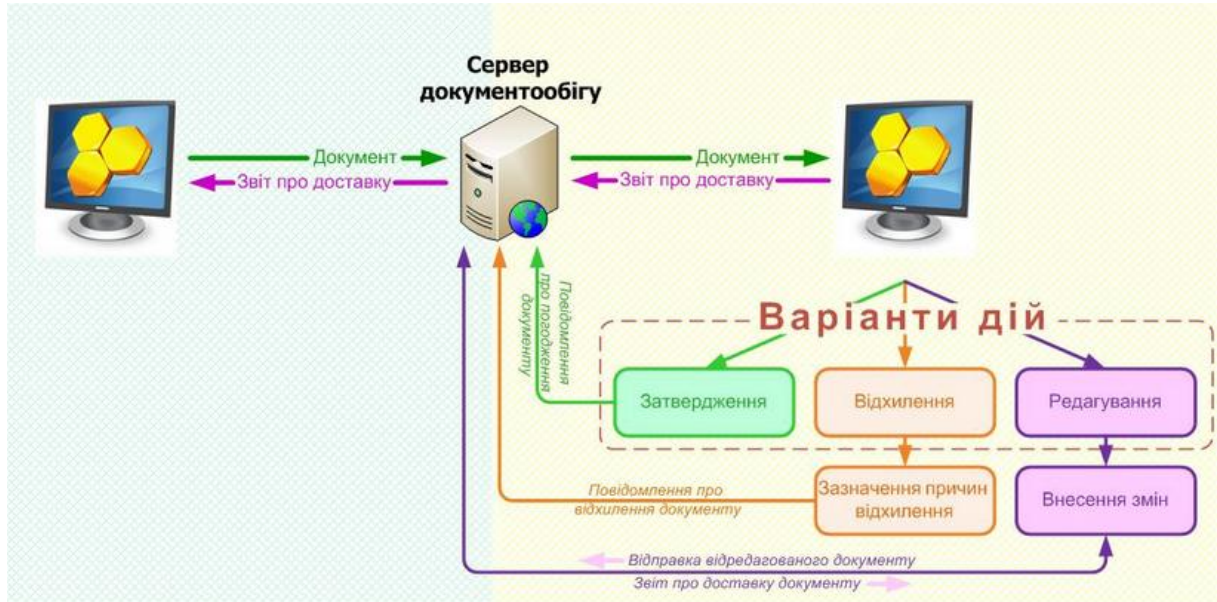 Сервер
документообігу
Документ
Звіт про доставку
Документ
Звіт про доставку
Повідомлення
про погодження
документу
Варіанти дій
Затвердження
Відхилення
Редагування
Повідомлення про
відхилення документу
Зазначення причин
відхилення
Внесення змін
Відправка відредагованого документу
Звіт про доставку документу